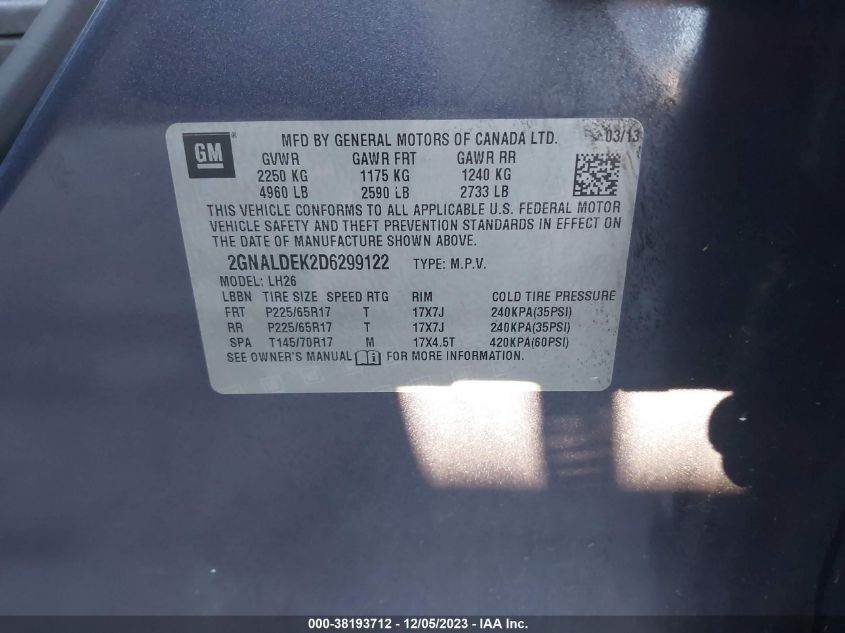 GM® MFD BY GENERAL MOTORS OF CANADA LTD. 03/13
GVWR GAWR FRT GAWR RR
2250 KG 1175 KG 1240 KG
4960 LB 2590 LB 2733 LB
THIS VEHICLE CONFORMS TO ALL APPLICABLE U.S. FEDERAL MOTOR
VEHICLE SAFETY AND THEFT PREVENTION STANDARDS IN EFFECT ON
THE DATE OF MANUFACTURE SHOWN ABOVE.
2GNALDEK2D6299122 TYPE: M.P.V.
MODEL: LH26
LBBN TIRE SIZE SPEED RTG RIM COLD TIRE PRESSURE
FRT P225/65R17 T 17X7J 240KPA(35PSI)
RR P225/65R17 T 17X7J 240KPA(35PSI)
SPA T145/70R17 M 17X4.5T 420KPA(60PSI)
SEE OWNER'S MANUAL FOR MORE INFORMATION.
000-38193712 - 12/05/2023 - IAA Inc.